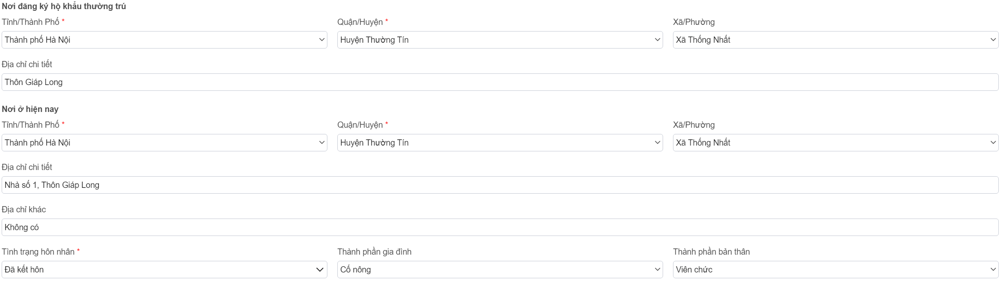 Nơi đăng ký hộ khẩu thường trú
Tỉnh/Thành Phố * Quận/Huyện * Xã/Phường
Thành phố Hà Nội Huyện Thường Tín Xã Thống Nhất
Địa chỉ chi tiết
Thôn Giáp Long
Nơi ở hiện nay
Tỉnh/Thành Phố * Quận/Huyện * Xã/Phường
Thành phố Hà Nội Huyện Thường Tín Xã Thống Nhất
Địa chỉ chi tiết
Nhà số 1, Thôn Giáp Long
Địa chỉ khác
Không có
Tình trạng hôn nhân * Thành phần gia đình Thành phần bản thân
Đã kết hôn Cố nông Viên chức